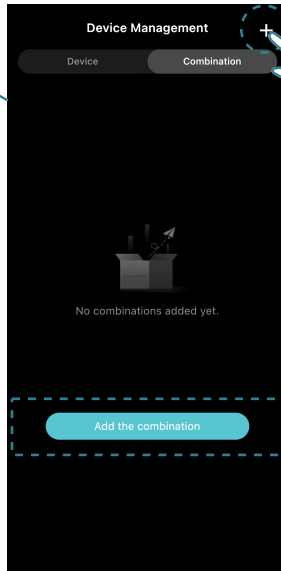 Device Management
+
Device
Combination
No combinations added yet.
Add the combination